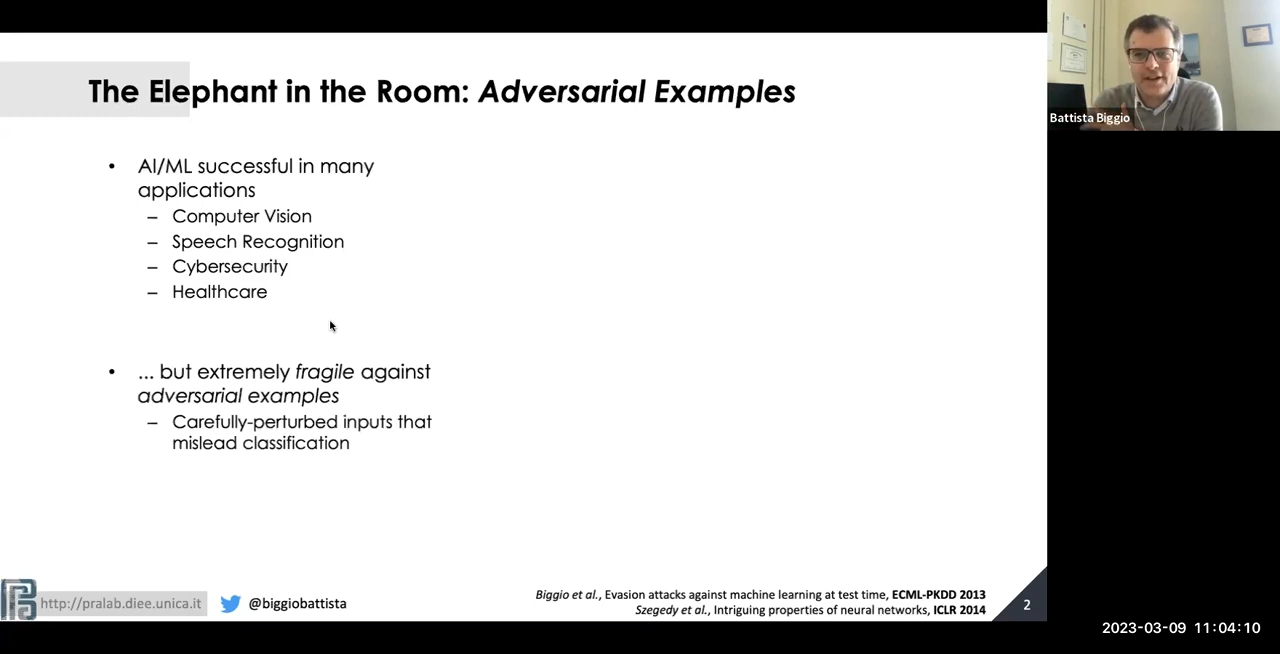 The Elephant in the Room: Adversarial Examples
Battista Biggio
• AI/ML successful in many
applications
– Computer Vision
– Speech Recognition
– Cybersecurity
– Healthcare
• ... but extremely fragile against
adversarial examples
– Carefully-perturbed inputs that
mislead classification
http://pralab.diee.unica.it
@biggiobattista
Biggio et al., Evasion attacks against machine learning at test time, ECML-PKDD 2013
Szegedy et al., Intriguing properties of neural networks, ICLR 2014
2
2023-03-09 11:04:10